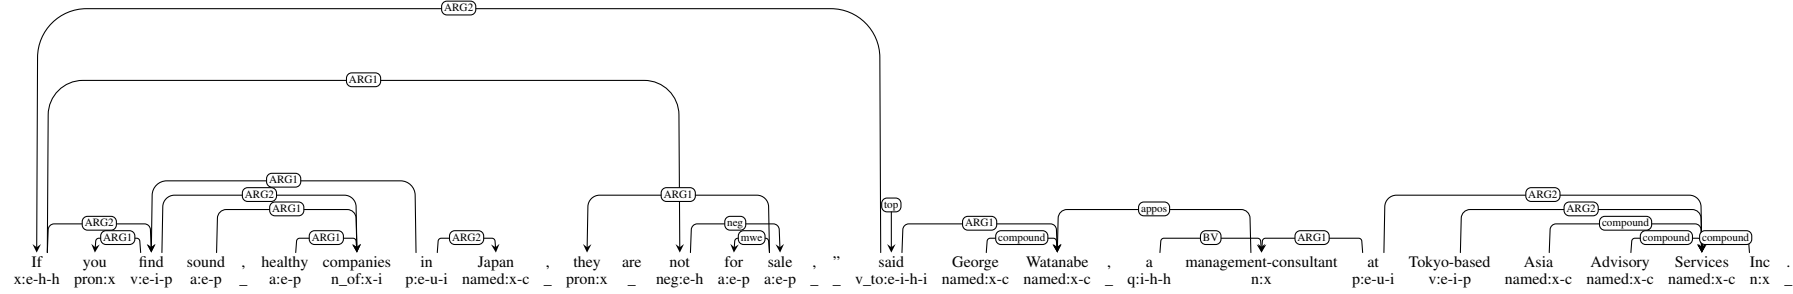 ARG2
ARG1
ARG1
ARG2 ARG1 ARG2
ARG1 top appos ARG2
ARG2 neg ARG1 compound
ARG1 ARG1 ARG2 mwe compound BV ARG1 compound compound
If you find sound , healthy companies in Japan , they are not for sale , ” said George Watanabe , a management-consultant at Tokyo-based Asia Advisory Services Inc .
x:e-h-h pron:x v:e-i-p a:e-p _ a:e-p n_of:x-i p:e-u-i named:x-c _ pron:x _ neg:e-h a:e-p a:e-p _ _ v_to:e-i-h-i named:x-c named:x-c _ q:i-h-h n:x p:e-u-i v:e-i-p named:x-c named:x-c named:x-c n:x _